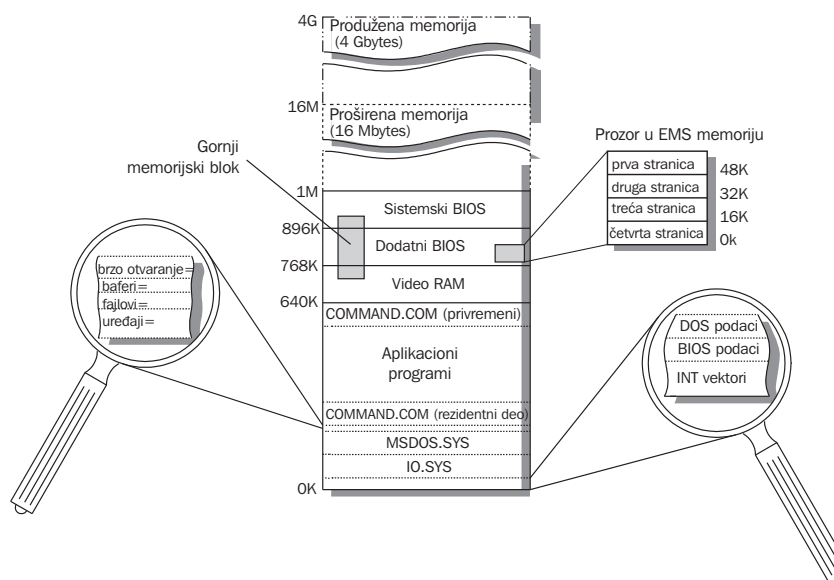 4G
Produžena memorija
(4 Gbytes)
16M
Proširena memorija
(16 Mbytes)
Gornji
memorijski blok
Prozor u EMS memoriju
prva stranica
48K
druga stranica
32K
treća stranica
16K
četvrta stranica
0k
1M
Sistemski BIOS
896K
Dodatni BIOS
768K
Video RAM
640K
COMMAND.COM (privremeni)
Aplikacioni
programi
COMMAND.COM (rezidentni deo)
MSDOS.SYS
IO.SYS
0K
brzo otvaranje=
baferi=
fajlovi=
uređaji=
DOS podaci
BIOS podaci
INT vektori